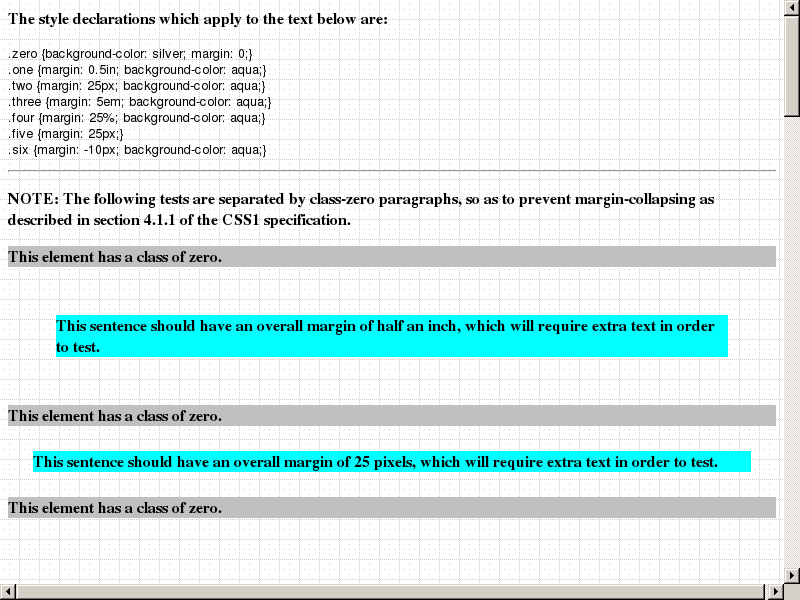 The style declarations which apply to the text below are:
.zero {background-color: silver; margin: 0;}
.one {margin: 0.5in; background-color: aqua;}
.two {margin: 25px; background-color: aqua;}
.three {margin: 5em; background-color: aqua;}
.four {margin: 25%; background-color: aqua;}
.five {margin: 25px;}
.six {margin: -10px; background-color: aqua;}
NOTE: The following tests are separated by class-zero paragraphs, so as to prevent margin-collapsing as
described in section 4.1.1 of the CSS1 specification.
This element has a class of zero.
This sentence should have an overall margin of half an inch, which will require extra text in order
to test.
This element has a class of zero.
This sentence should have an overall margin of 25 pixels, which will require extra text in order to test.
This element has a class of zero.